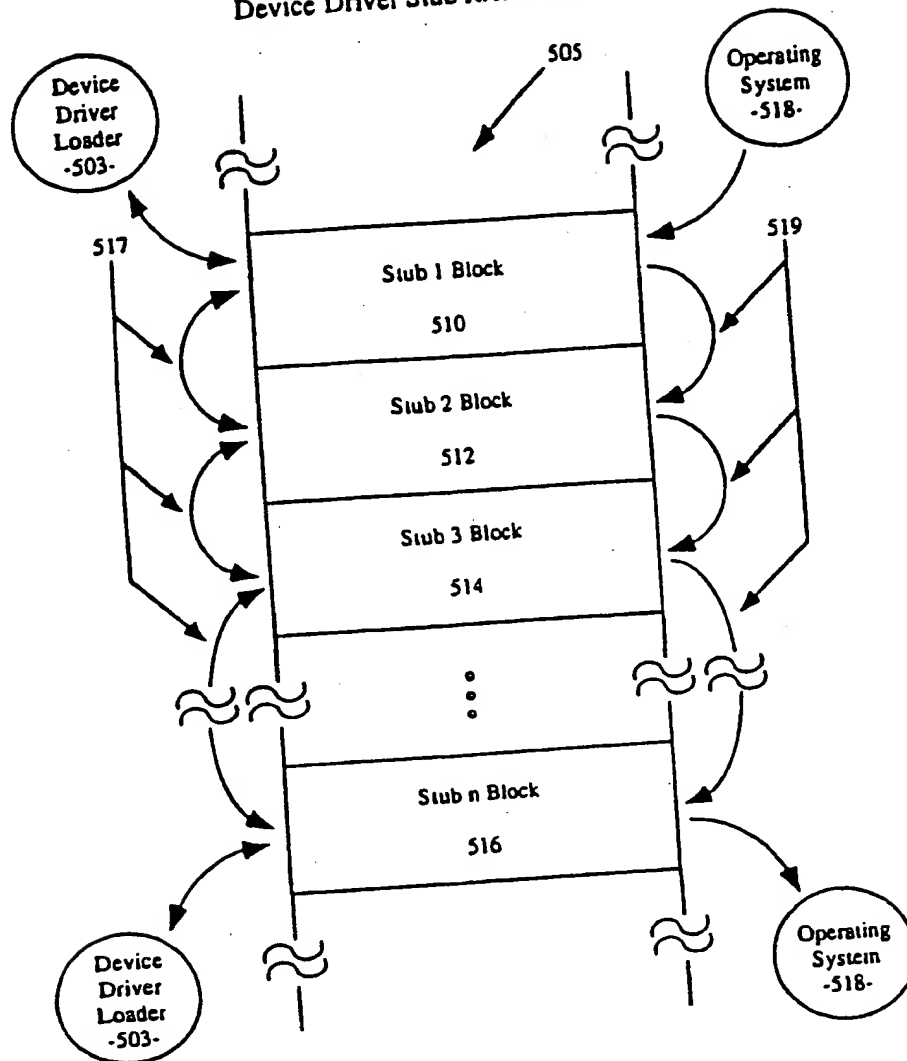 Device Driver Stub
505
Device
Driver
Loader
-503-
Operating
System
-518-
517
519
Stub 1 Block
510
Stub 2 Block
512
Stub 3 Block
514
Stub n Block
516
Device
Driver
Loader
-503-
Operating
System
-518-